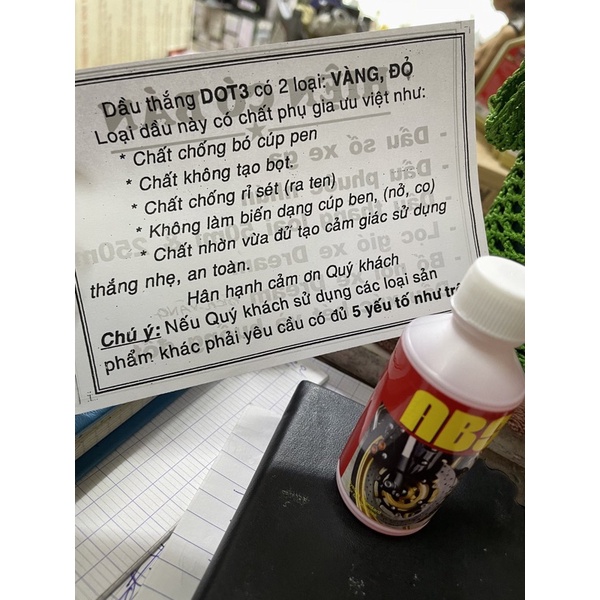 Dầu thắng DOT3 có 2 loại: VÀNG, ĐỎ
Loại dầu này có chất phụ gia ưu việt như:
* Chất chống bó cúp pen
* Chất không tạo bọt.
* Chất chống rỉ sét (ra ten)
* Không làm biến dạng cúp ben, (nở, co)
* Chất nhờn vừa đủ tạo cảm giác sử dụng
thắng nhẹ, an toàn.
Hân hạnh cảm ơn Quý khách
Chú ý: Nếu Quý khách sử dụng các loại sản
phẩm khác phải yêu cầu có đủ 5 yếu tố như